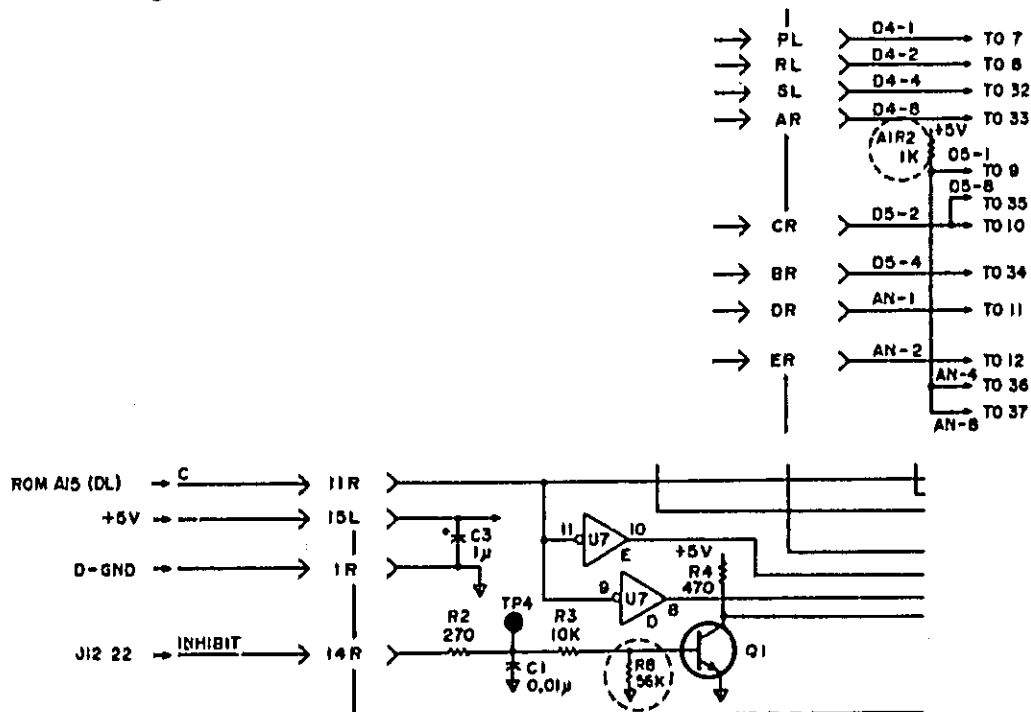 PL D4-1 TO 7
RL D4-2 TO 8
SL D4-4 TO 32
AR D4-8 TO 33
A1R2 +5V
1K D5-1
TO 9
D5-8
TO 35
CR D5-2 TO 10
BR D5-4 TO 34
DR AN-1 TO 11
ER AN-2 TO 12
AN-4 TO 36
TO 37
AN-8
ROM A15 (DL) C 11R
+5V 15L
C3
1µ
11 U7 10
E
+5V
D-GND 1R
R4
470
9 U7 8
D
TP4
R2 R3
270 10K
J12 22 INHIBIT 14R
Q1
C1
0.01µ
R8
56K